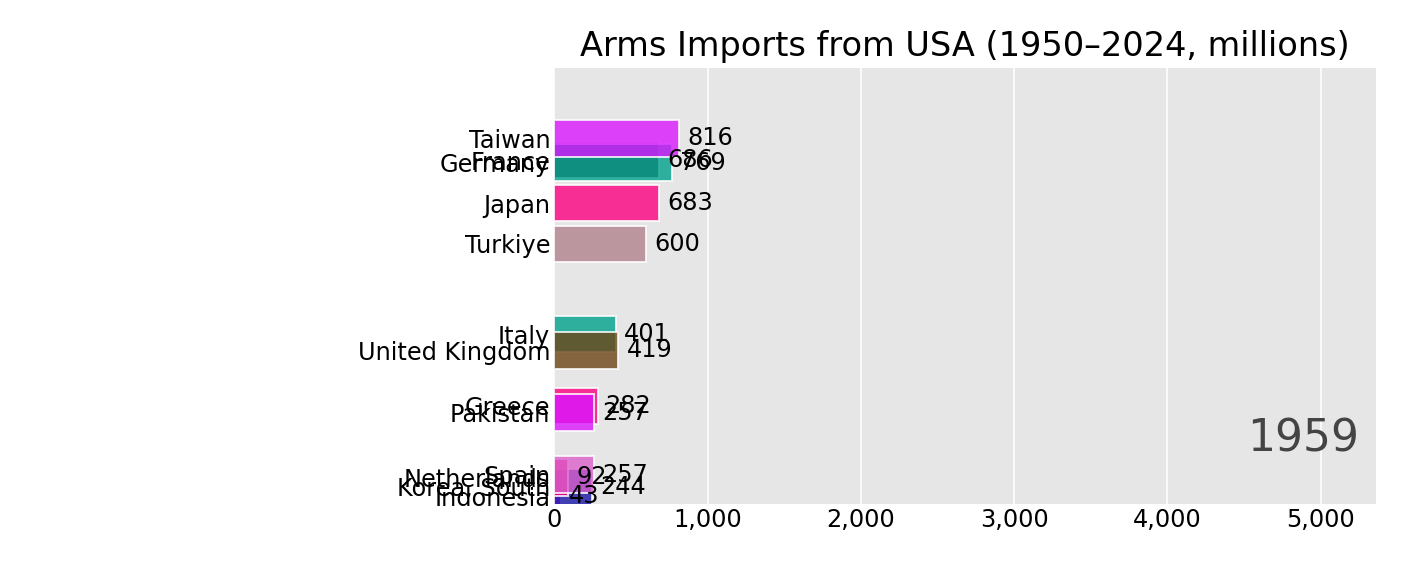 Arms Imports from USA (1950–2024, millions)
Taiwan 816
France 686
Germany 769
Japan 683
Turkiye 600
Italy 401
United Kingdom 419
Greece 282
Pakistan 257
Spain 257
Netherlands 92
Korea, South 244
Indonesia 43
1959
0 1,000 2,000 3,000 4,000 5,000